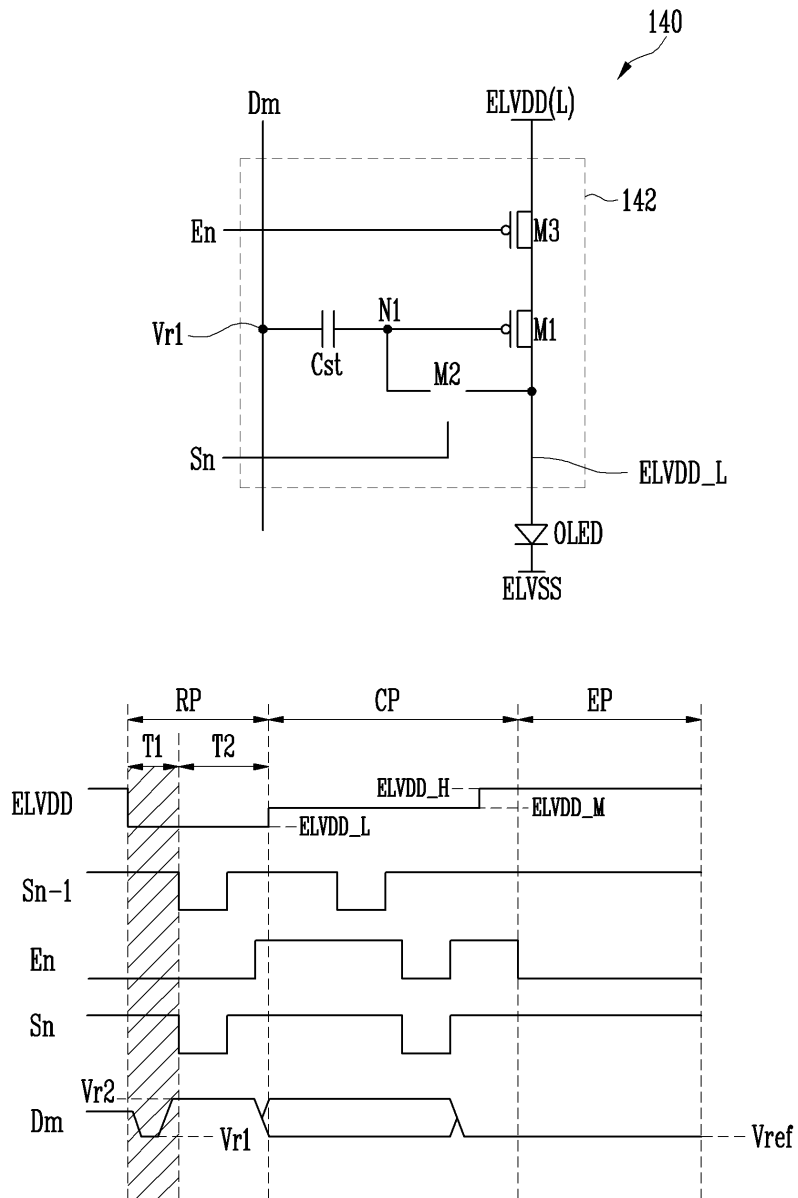 140
Dm
ELVDD(L)
142
En
M3
N1
Vr1
M1
Cst
M2
Sn
ELVDD_L
OLED
ELVSS
RP
CP
EP
T1
T2
ELVDD_H
ELVDD
ELVDD_M
ELVDD_L
Sn-1
En
Sn
Vr2
Dm
Vr1
Vref